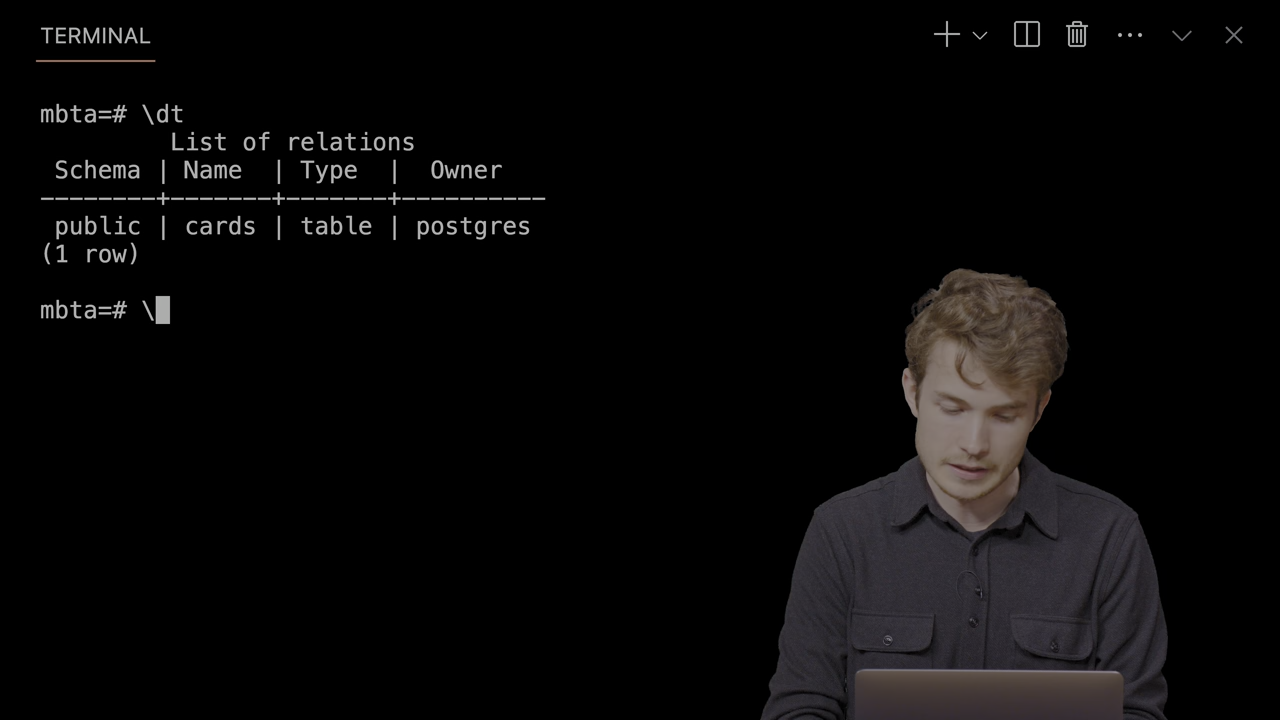 TERMINAL
mbta=# \dt
List of relations
Schema | Name | Type | Owner
--------+-------+-------+----------
public | cards | table | postgres
(1 row)
mbta=# \